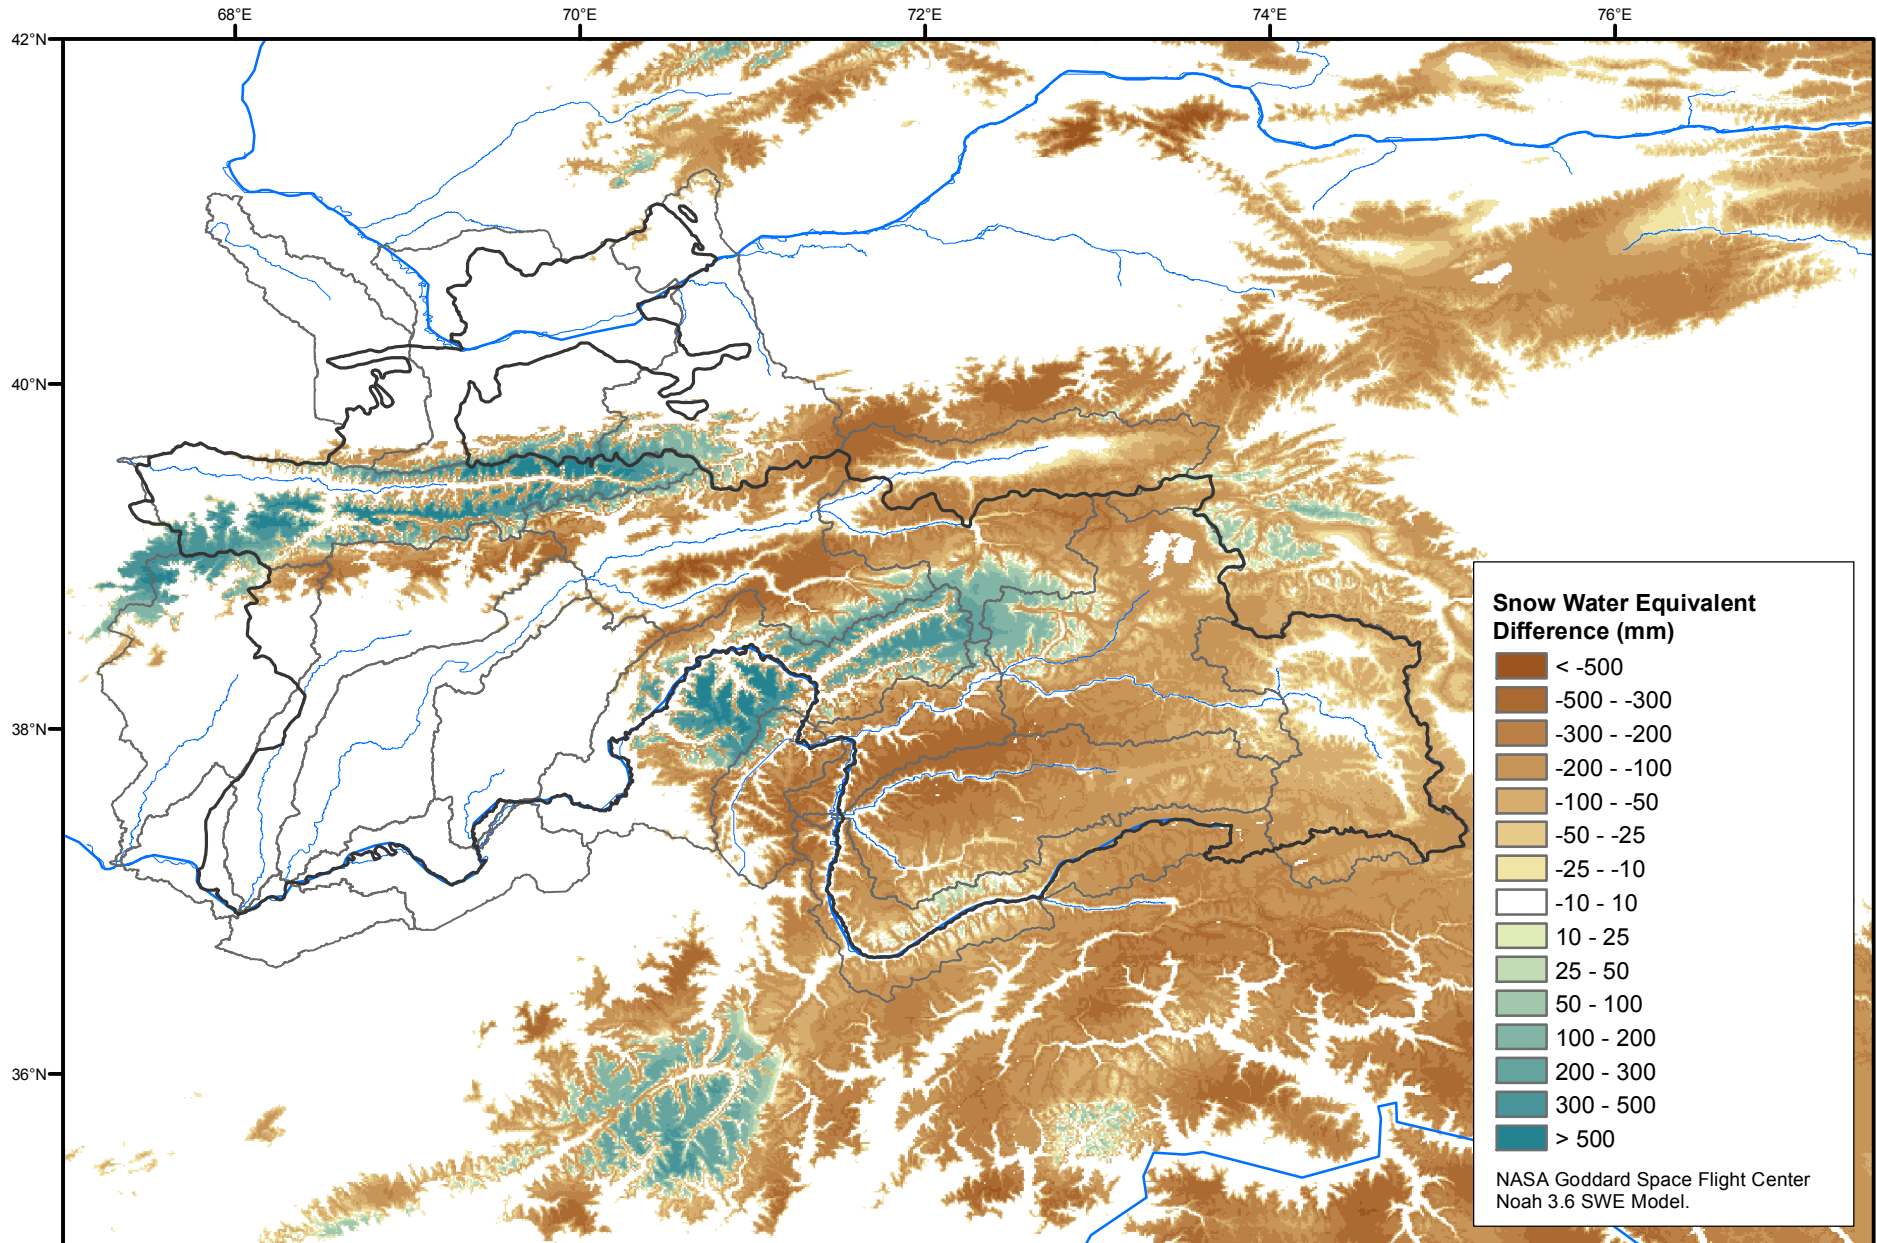 68°E 70°E 72°E 74°E 76°E
42°N
40°N
38°N
36°N
Snow Water Equivalent
Difference (mm)
< -500
-500 - -300
-300 - -200
-200 - -100
-100 - -50
-50 - -25
-25 - -10
-10 - 10
10 - 25
25 - 50
50 - 100
100 - 200
200 - 300
300 - 500
> 500
NASA Goddard Space Flight Center
Noah 3.6 SWE Model.